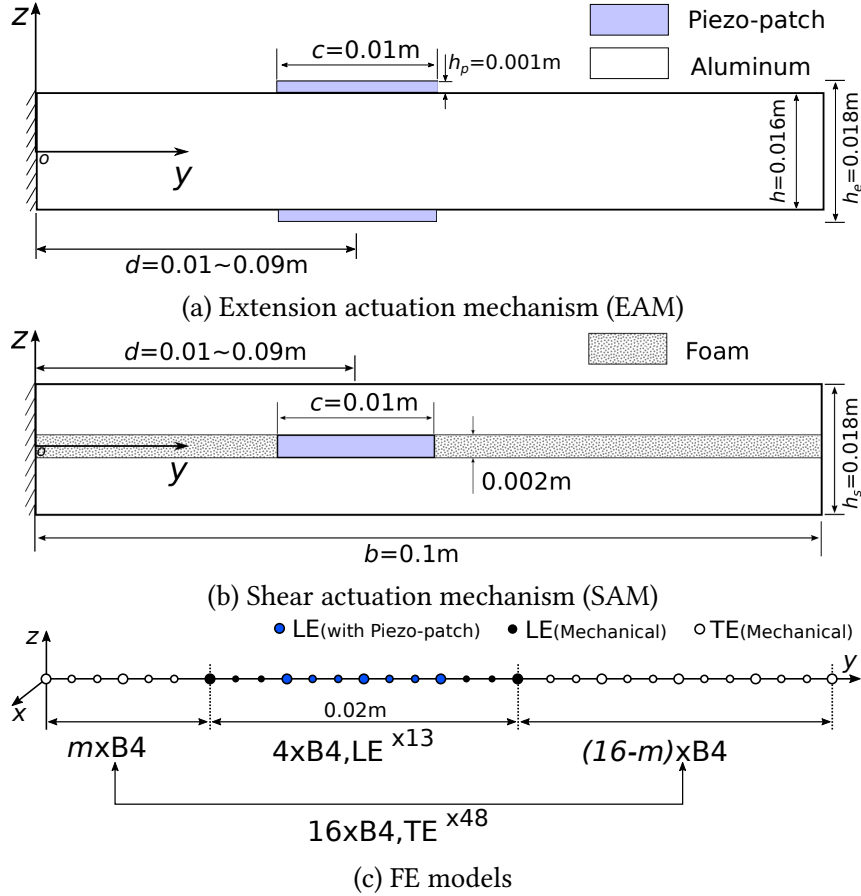 z
Piezo-patch
c=0.01m
hp=0.001m
Aluminum
h=0.016m
he=0.018m
o
y
d=0.01~0.09m
(a) Extension actuation mechanism (EAM)
z
d=0.01~0.09m
Foam
c=0.01m
o
y
0.002m
hs=0.018m
b=0.1m
(b) Shear actuation mechanism (SAM)
z
LE(with Piezo-patch) LE(Mechanical) TE(Mechanical)
y
x
0.02m
mxB4 4xB4,LE x13 (16-m)xB4
16xB4,TE x48
(c) FE models